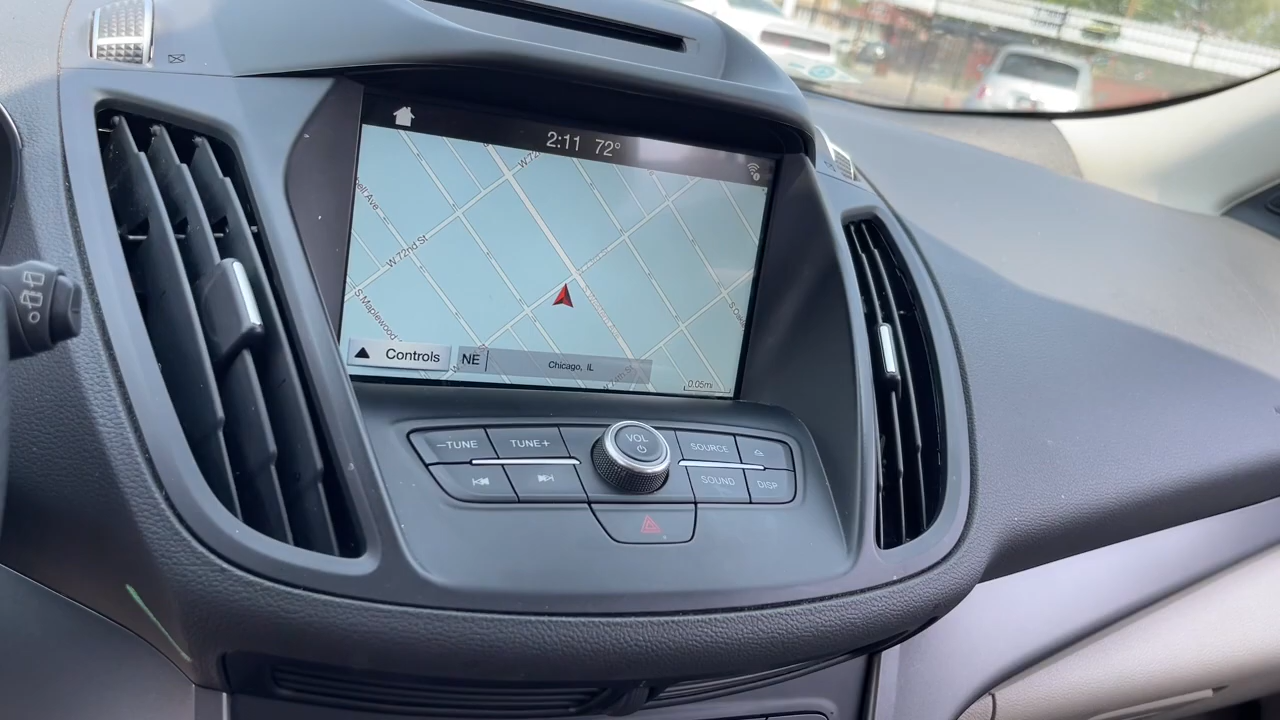 2:11 72°
W.72nd St
S.Maplewood
Controls
NE
Chicago, IL
0.05mi
–TUNE
TUNE+
VOL
SOURCE
SOUND
DISP